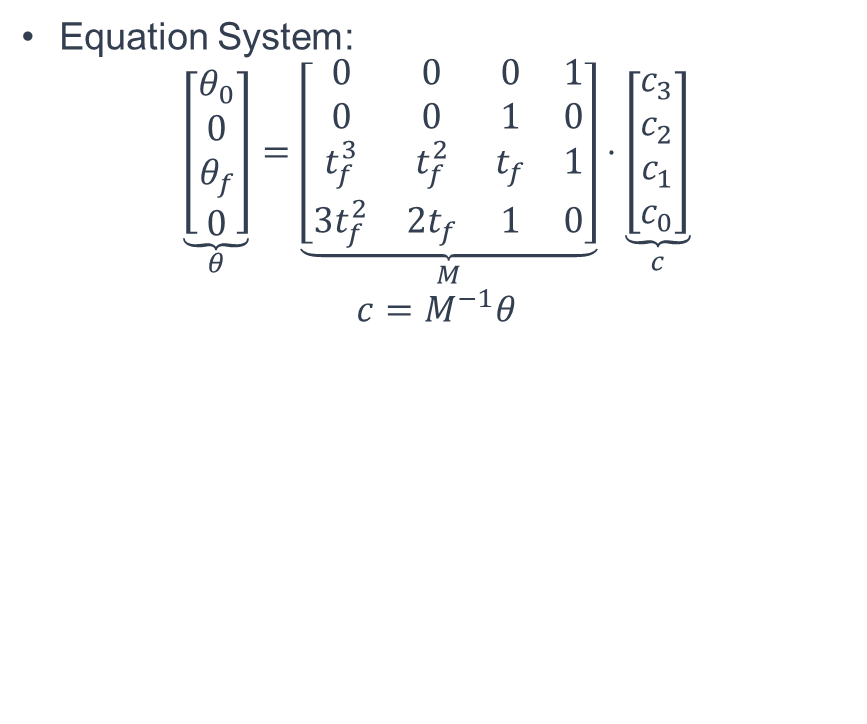 • Equation System:
[θ₀ 0 θ_f 0] = [0 0 0 1; 0 0 1 0; t_f³ t_f² t_f 1; 3t_f² 2t_f 1 0] · [c₃ c₂ c₁ c₀]
θ M c
c = M⁻¹θ